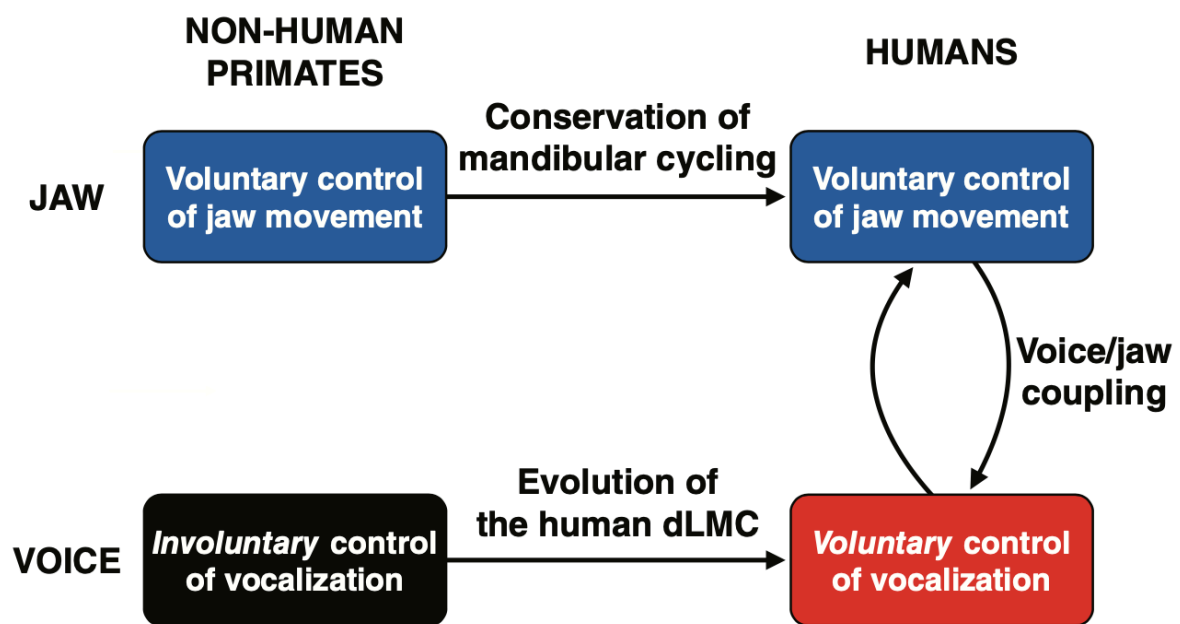 NON-HUMAN
PRIMATES
HUMANS
JAW
Voluntary control
of jaw movement
Conservation of
mandibular cycling
Voluntary control
of jaw movement
Voice/jaw
coupling
VOICE
Involuntary control
of vocalization
Evolution of
the human dLMC
Voluntary control
of vocalization